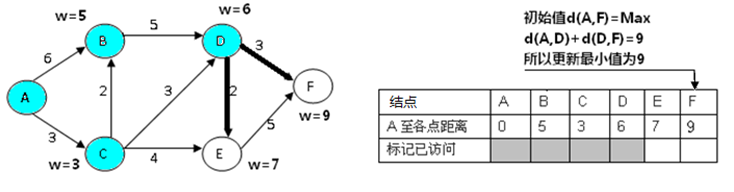 初始值d(A,F)=Max
d(A,D)+d(D,F)=9
所以更新最小值为9
w=5
w=6
B
5
D
3
6
A
2
3
2
F
w=9
3
5
C
4
E
w=3
w=7
结点 A B C D E F
A至各点距离 0 5 3 6 7 9
标记已访问